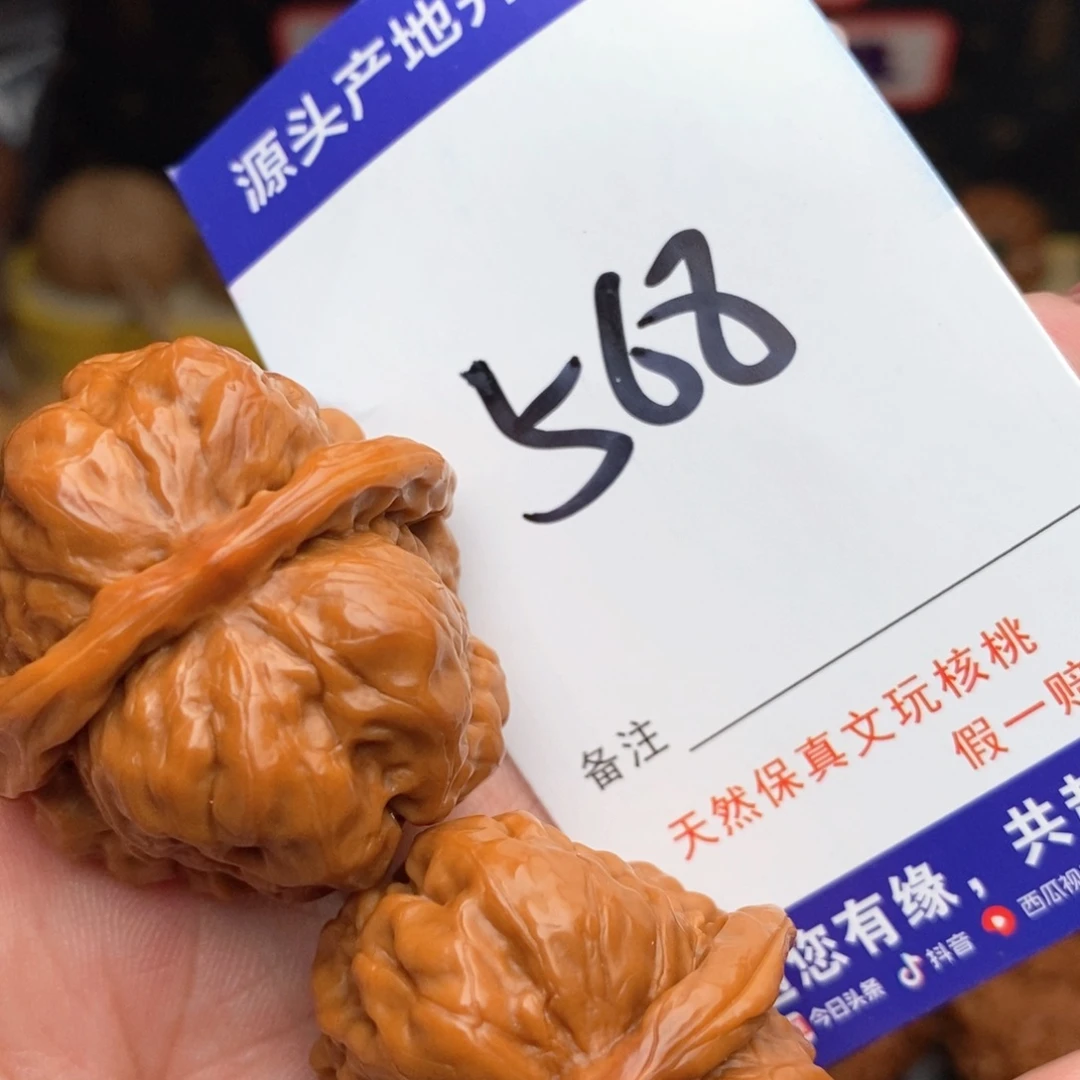 源头产地
568
备注
天然保真文玩核桃
假一赔
您有缘，共
今日头条 抖音 西瓜视